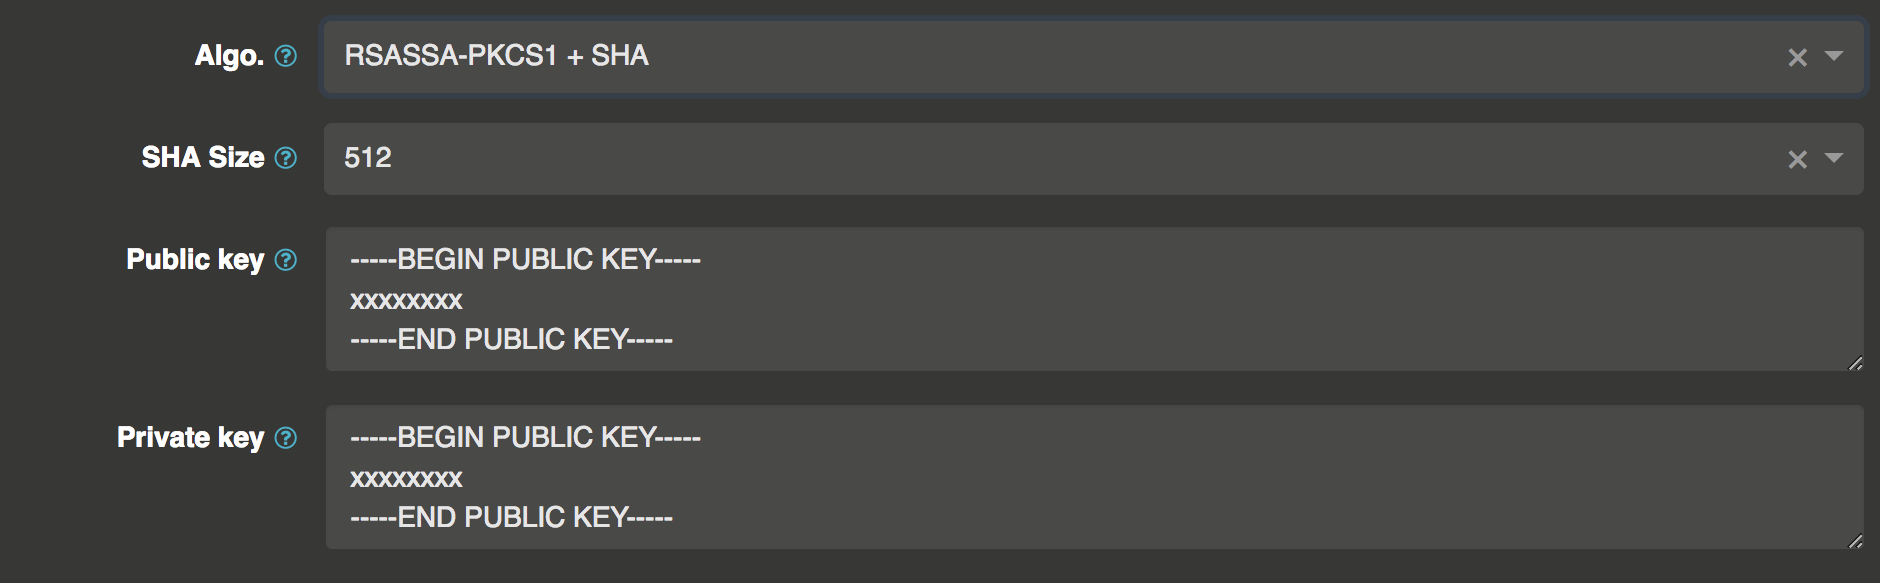 Algo. ? RSASSA-PKCS1 + SHA
SHA Size ? 512
Public key ? -----BEGIN PUBLIC KEY-----
xxxxxxxx
-----END PUBLIC KEY-----
Private key ? -----BEGIN PUBLIC KEY-----
xxxxxxxx
-----END PUBLIC KEY-----